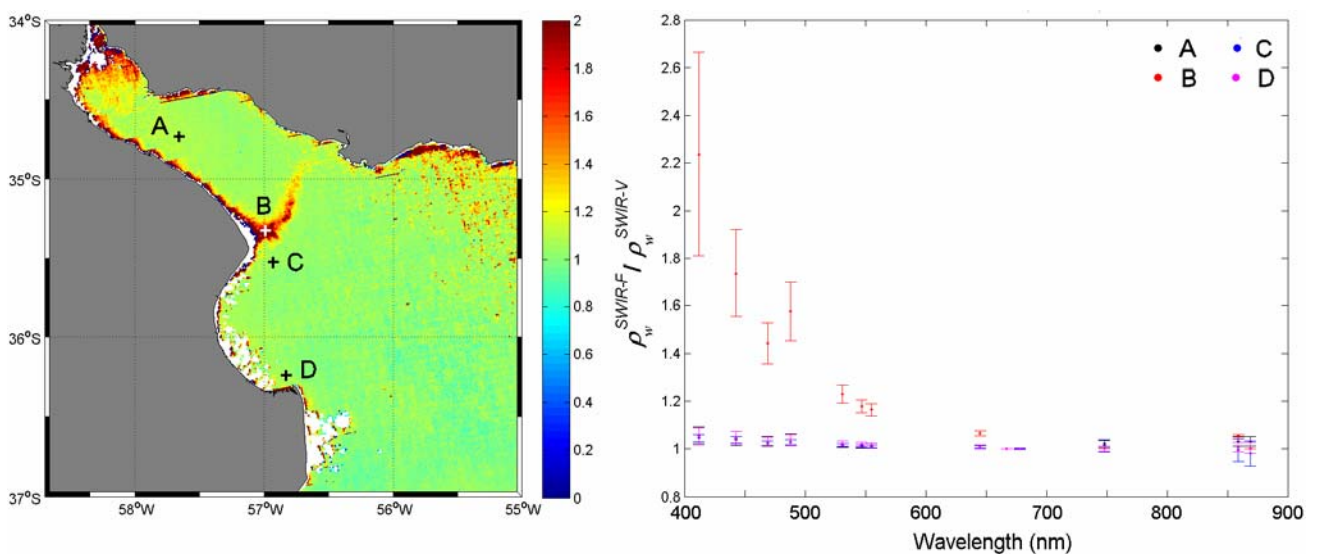 34°S
35°S
36°S
37°S
58°W
57°W
56°W
55°W
A
B
C
D
2
1.8
1.6
1.4
1.2
1
0.8
0.6
0.4
0.2
0
ρ_w^SWIR-F / ρ_w^SWIR-V
2.8
2.6
2.4
2.2
2
1.8
1.6
1.4
1.2
1
0.8
400
500
600
700
800
900
Wavelength (nm)
A
C
B
D